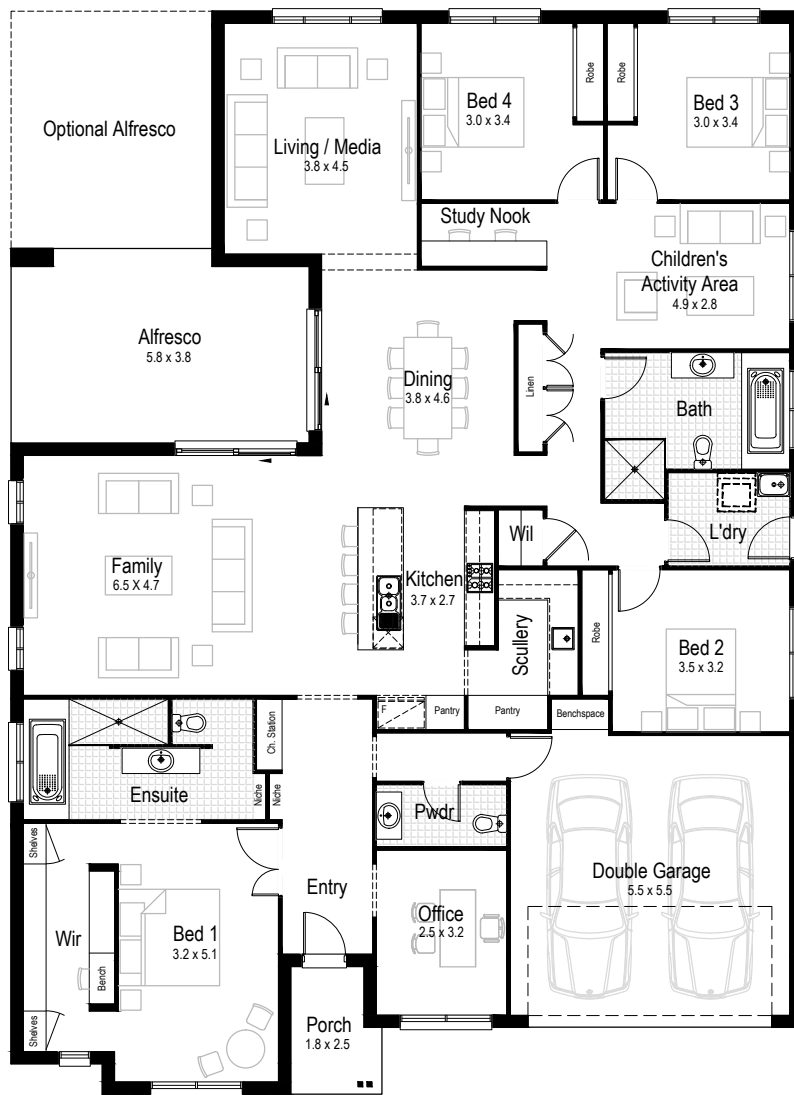 Optional Alfresco
Living / Media
3.8 x 4.5
Bed 4
3.0 x 3.4
Robe
Robe
Bed 3
3.0 x 3.4
Study Nook
Children's
Activity Area
4.9 x 2.8
Alfresco
5.8 x 3.8
Dining
3.8 x 4.6
Linen
Bath
Family
6.5 X 4.7
Kitchen
3.7 x 2.7
Wil
L'dry
Scullery
Robe
Bed 2
3.5 x 3.2
F
Pantry
Pantry
Benchspace
Ch. Station
Ensuite
Niche
Niche
Pwdr
Shelves
Wir
Bench
Shelves
Bed 1
3.2 x 5.1
Entry
Office
2.5 x 3.2
Double Garage
5.5 x 5.5
Porch
1.8 x 2.5